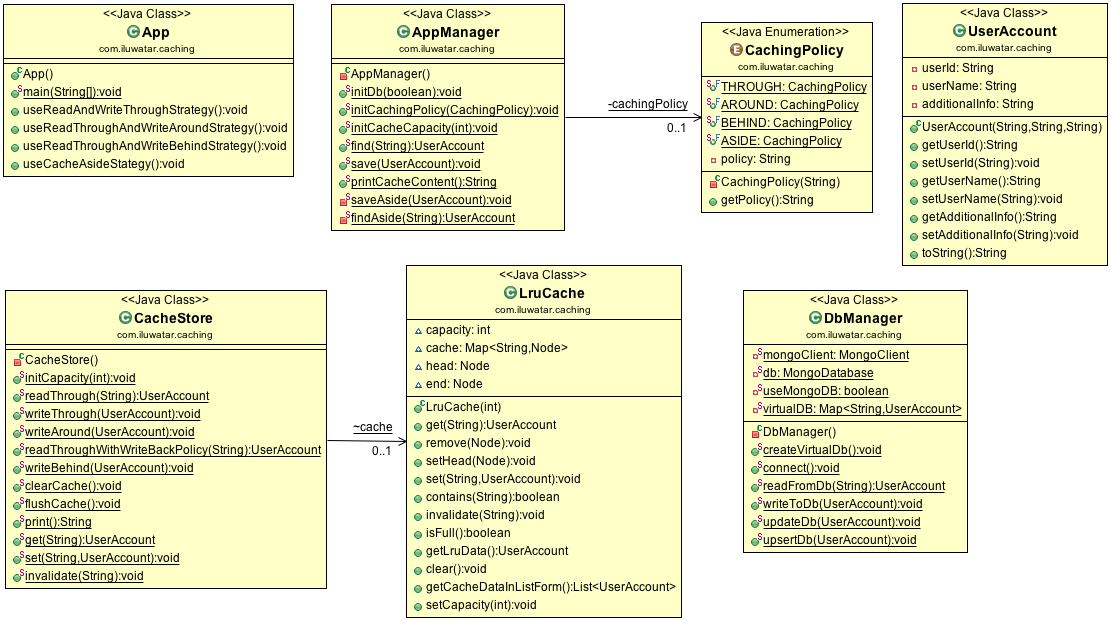 <<Java Class>>
App
com.iluwatar.caching
App()
main(String[]):void
useReadAndWriteThroughStrategy():void
useReadThroughAndWriteAroundStrategy():void
useReadThroughAndWriteBehindStrategy():void
useCacheAsideStategy():void
<<Java Class>>
AppManager
com.iluwatar.caching
AppManager()
initDb(boolean):void
initCachingPolicy(CachingPolicy):void
initCacheCapacity(int):void
find(String):UserAccount
save(UserAccount):void
printCacheContent():String
saveAside(UserAccount):void
findAside(String):UserAccount
-cachingPolicy
0..1
<<Java Enumeration>>
CachingPolicy
com.iluwatar.caching
THROUGH: CachingPolicy
AROUND: CachingPolicy
BEHIND: CachingPolicy
ASIDE: CachingPolicy
policy: String
CachingPolicy(String)
getPolicy():String
<<Java Class>>
UserAccount
com.iluwatar.caching
userId: String
userName: String
additionalInfo: String
UserAccount(String,String,String)
getUserId():String
setUserId(String):void
getUserName():String
setUserName(String):void
getAdditionalInfo():String
setAdditionalInfo(String):void
toString():String
<<Java Class>>
CacheStore
com.iluwatar.caching
CacheStore()
initCapacity(int):void
readThrough(String):UserAccount
writeThrough(UserAccount):void
writeAround(UserAccount):void
readThroughWithWriteBackPolicy(String):UserAccount
writeBehind(UserAccount):void
clearCache():void
flushCache():void
print():String
get(String):UserAccount
set(String,UserAccount):void
invalidate(String):void
~cache
0..1
<<Java Class>>
LruCache
com.iluwatar.caching
capacity: int
cache: Map<String,Node>
head: Node
end: Node
LruCache(int)
get(String):UserAccount
remove(Node):void
setHead(Node):void
set(String,UserAccount):void
contains(String):boolean
invalidate(String):void
isFull():boolean
getLruData():UserAccount
clear():void
getCacheDataInListForm():List<UserAccount>
setCapacity(int):void
<<Java Class>>
DbManager
com.iluwatar.caching
mongoClient: MongoClient
db: MongoDatabase
useMongoDB: boolean
virtualDB: Map<String,UserAccount>
DbManager()
createVirtualDb():void
connect():void
readFromDb(String):UserAccount
writeToDb(UserAccount):void
updateDb(UserAccount):void
upsertDb(UserAccount):void